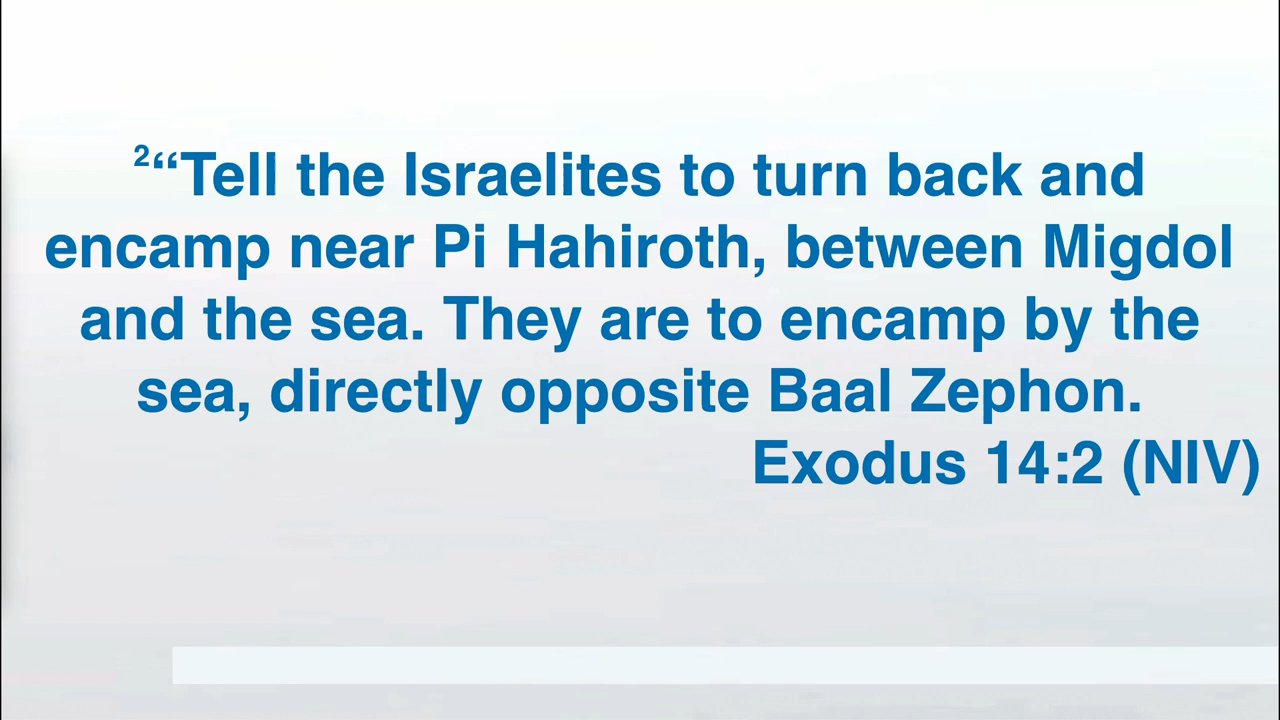 ²“Tell the Israelites to turn back and
encamp near Pi Hahiroth, between Migdol
and the sea. They are to encamp by the
sea, directly opposite Baal Zephon.
Exodus 14:2 (NIV)